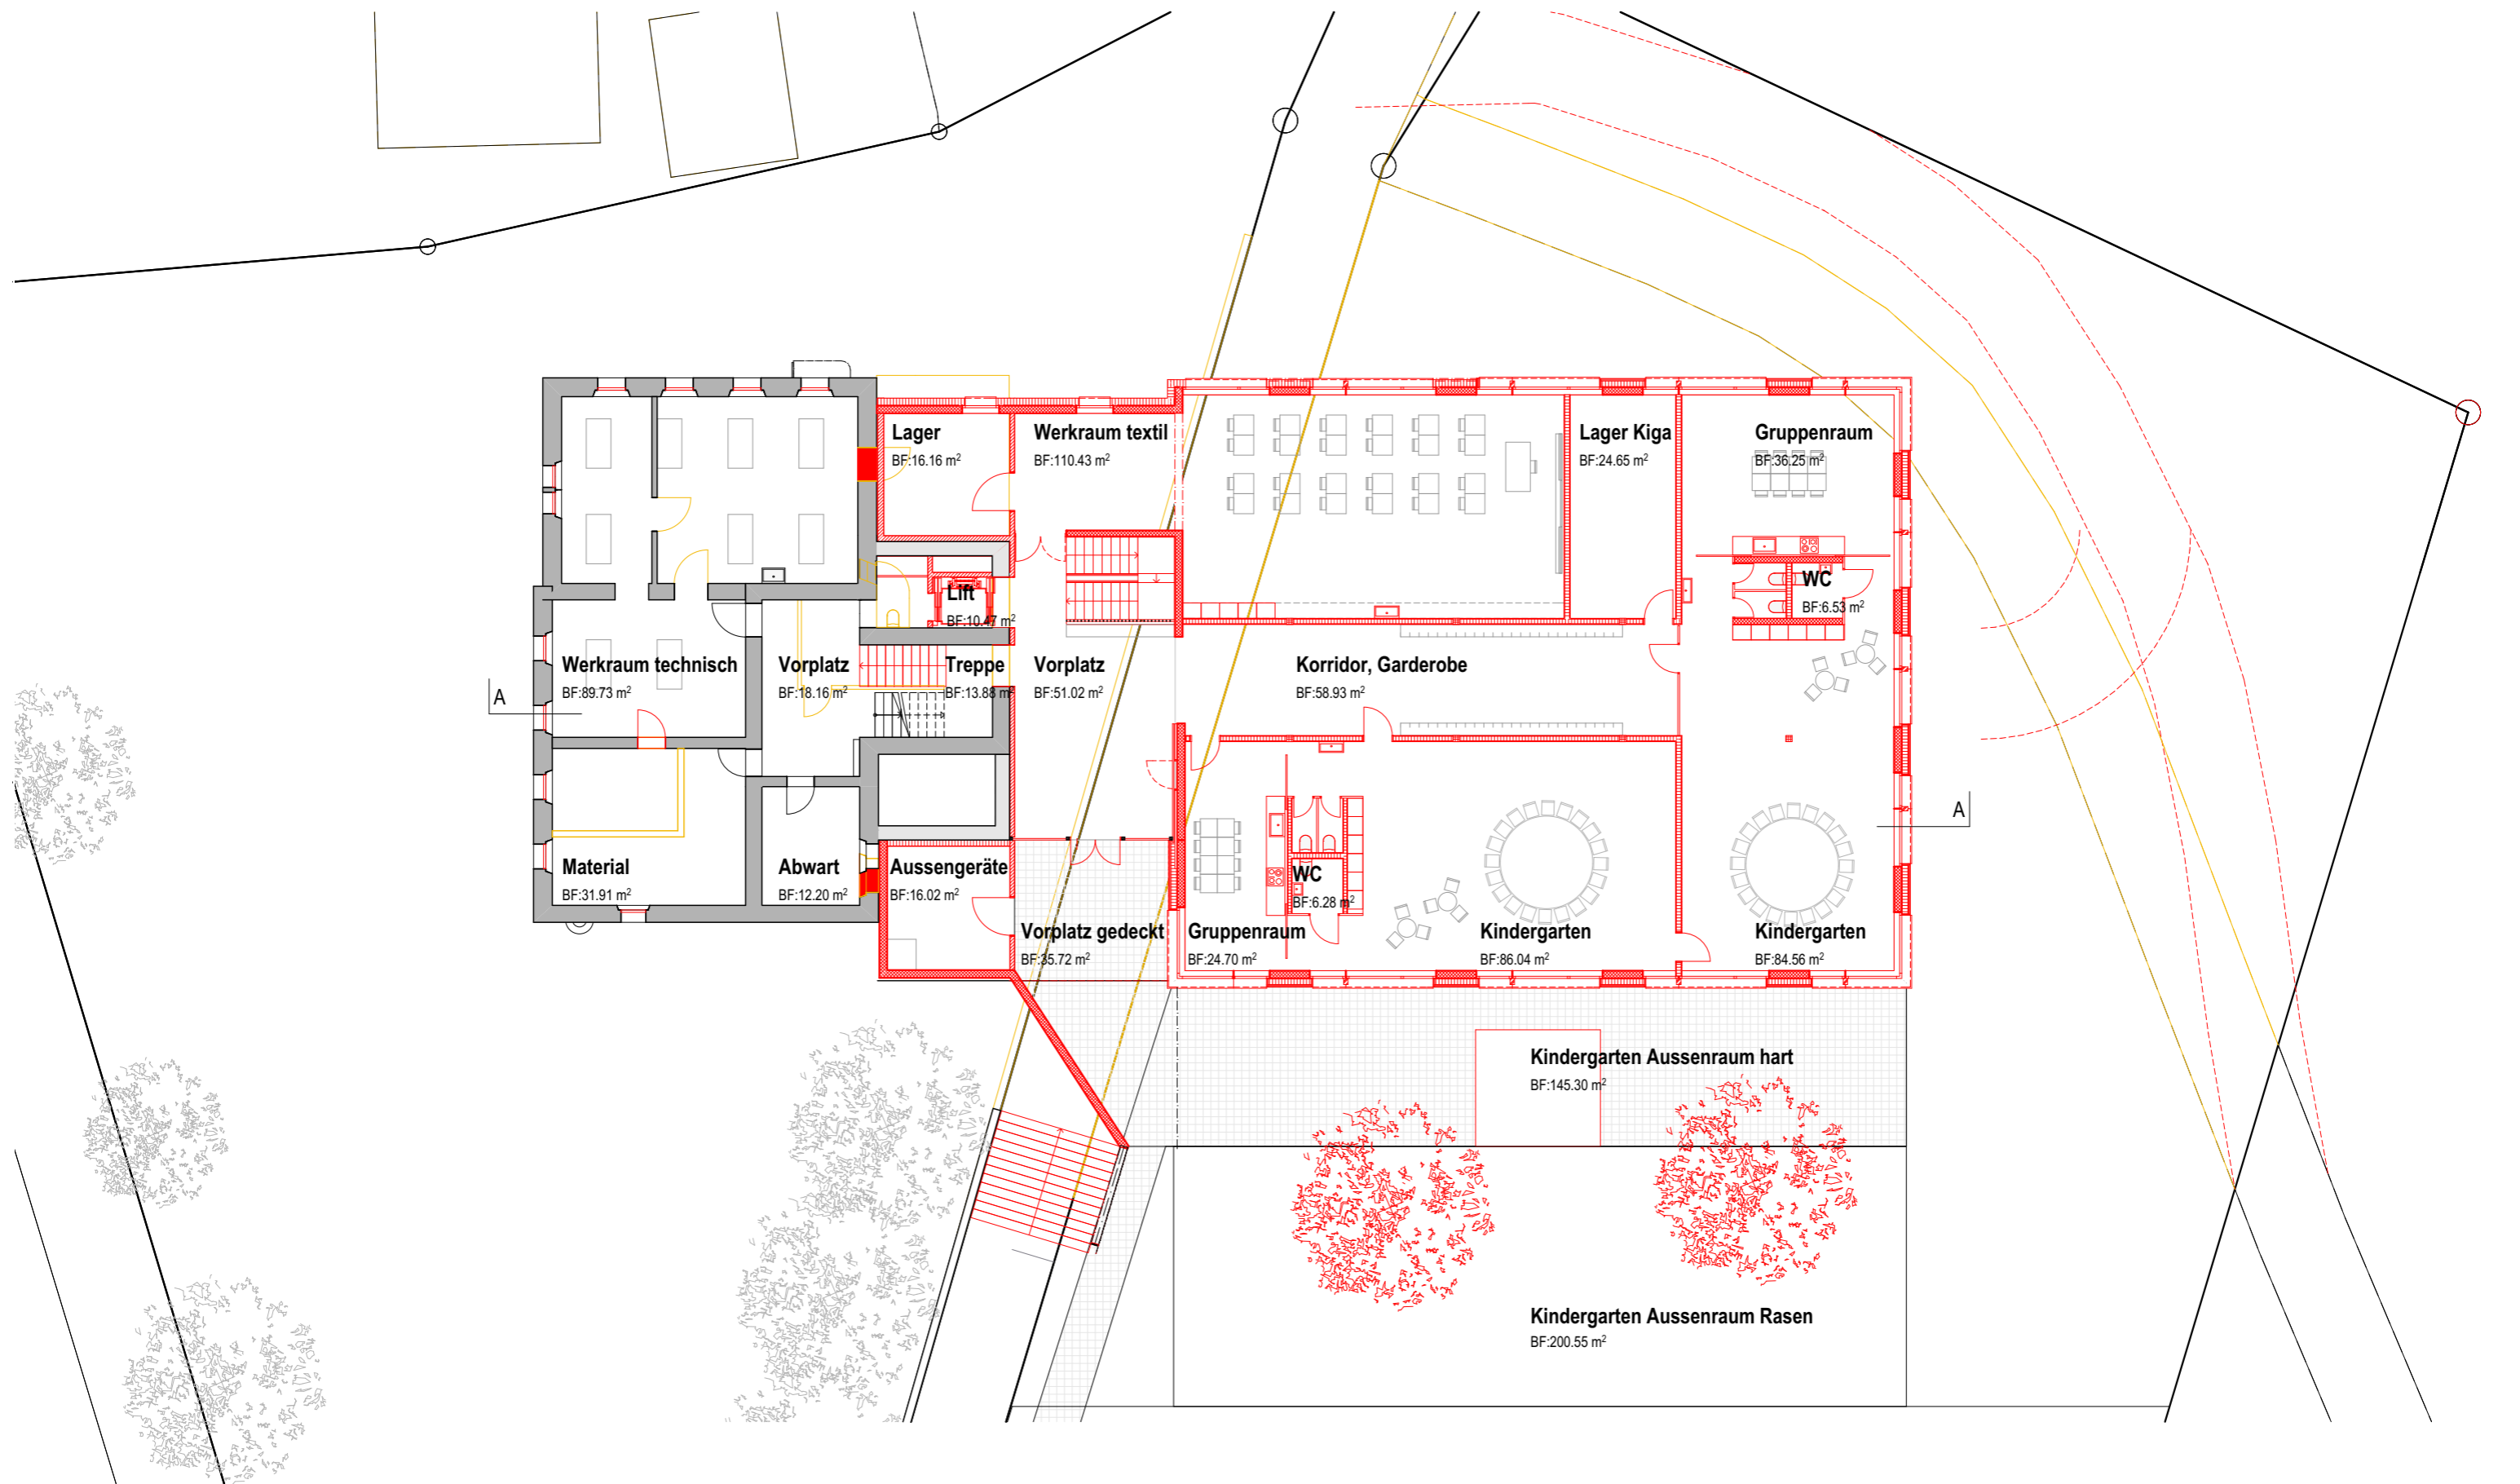 Lager
BF:16.16 m²
Werkraum textil
BF:110.43 m²
Lager Kiga
BF:24.65 m²
Gruppenraum
BF:36.25 m²
Lift
BF:10.47 m²
WC
BF:6.53 m²
Werkraum technisch
BF:89.73 m²
Vorplatz
BF:18.16 m²
Treppe
BF:13.88 m²
Vorplatz
BF:51.02 m²
Korridor, Garderobe
BF:58.93 m²
A
A
Material
BF:31.91 m²
Abwart
BF:12.20 m²
Aussengeräte
BF:16.02 m²
WC
BF:6.28 m²
Vorplatz gedeckt
BF:35.72 m²
Gruppenraum
BF:24.70 m²
Kindergarten
BF:86.04 m²
Kindergarten
BF:84.56 m²
Kindergarten Aussenraum hart
BF:145.30 m²
Kindergarten Aussenraum Rasen
BF:200.55 m²